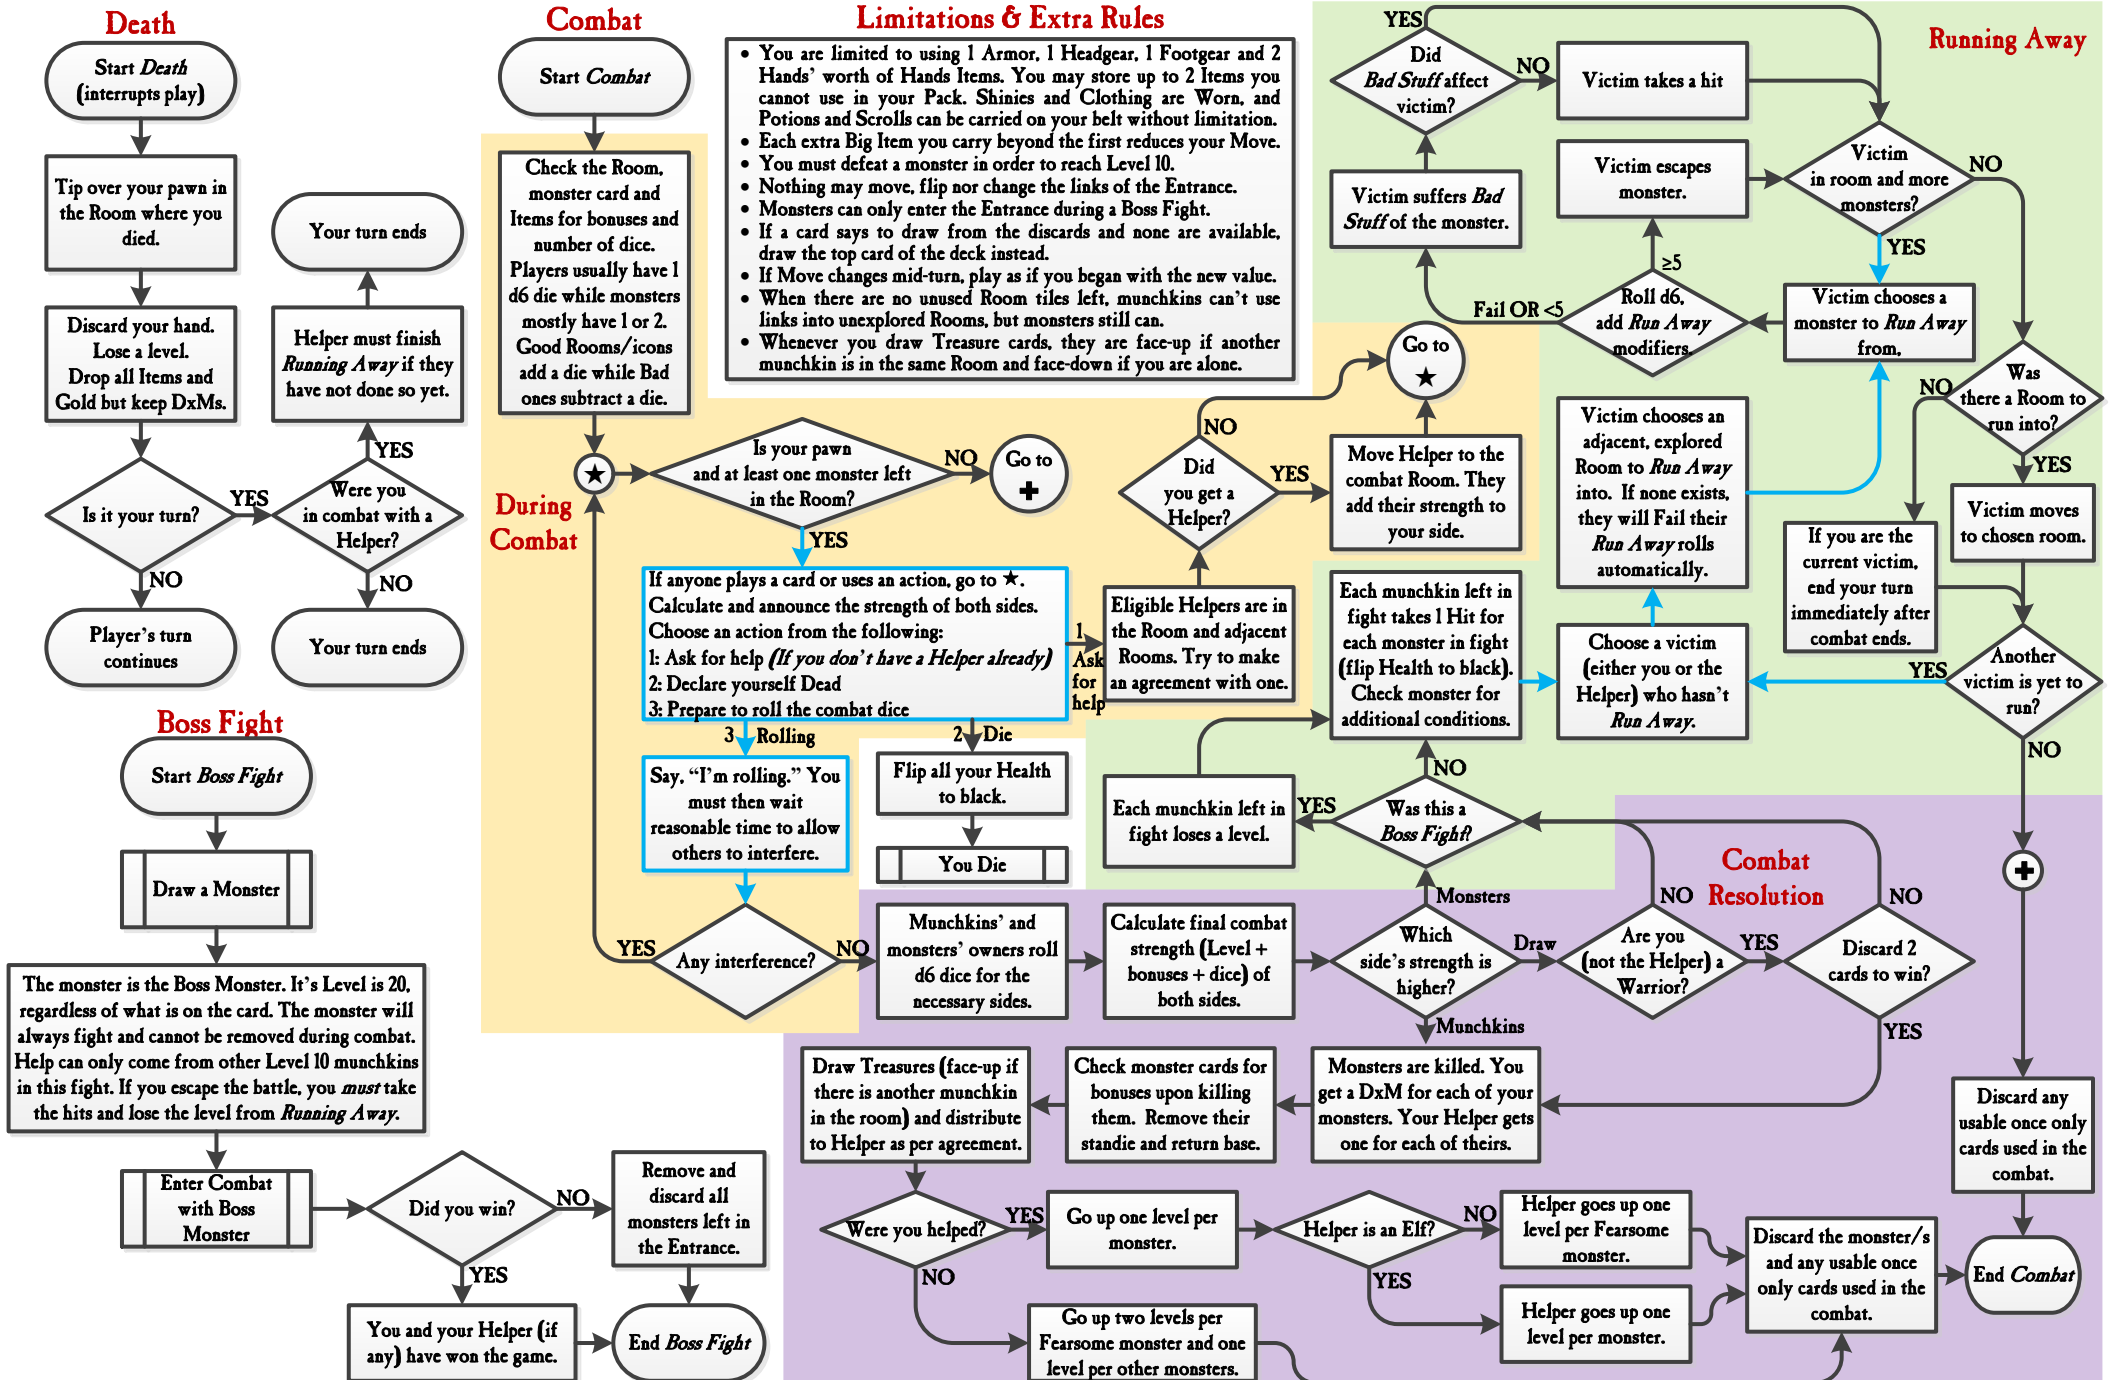 Death
Start Death
(interrupts play)
Tip over your pawn in
the Room where you
died.
Discard your hand.
Lose a level.
Drop all Items and
Gold but keep DxMs.
Is it your turn?
YES
NO
Player's turn
continues
Your turn ends
Helper must finish
Running Away if they
have not done so yet.
YES
Were you
in combat with a
Helper?
NO
Your turn ends
Boss Fight
Start Boss Fight
Draw a Monster
The monster is the Boss Monster. It's Level is 20,
regardless of what is on the card. The monster will
always fight and cannot be removed during combat.
Help can only come from other Level 10 munchkins
in this fight. If you escape the battle, you must take
the hits and lose the level from Running Away.
Enter Combat
with Boss
Monster
Did you win?
NO
Remove and
discard all
monsters left in
the Entrance.
YES
You and your Helper (if
any) have won the game.
End Boss Fight
Combat
Start Combat
Check the Room,
monster card and
Items for bonuses and
number of dice.
Players usually have 1
d6 die while monsters
mostly have 1 or 2.
Good Rooms/icons
add a die while Bad
ones subtract a die.
★
During
Combat
Is your pawn
and at least one monster left
in the Room?
NO
Go to
✚
YES
If anyone plays a card or uses an action, go to ★.
Calculate and announce the strength of both sides.
Choose an action from the following:
1: Ask for help (If you don't have a Helper already)
2: Declare yourself Dead
3: Prepare to roll the combat dice
1
Ask
for
help
3 Rolling
2 Die
Say, “I'm rolling.” You
must then wait
reasonable time to allow
others to interfere.
Flip all your Health
to black.
You Die
Any interference?
YES
NO
Limitations & Extra Rules
• You are limited to using 1 Armor, 1 Headgear, 1 Footgear and 2
Hands' worth of Hands Items. You may store up to 2 Items you
cannot use in your Pack. Shinies and Clothing are Worn, and
Potions and Scrolls can be carried on your belt without limitation.
• Each extra Big Item you carry beyond the first reduces your Move.
• You must defeat a monster in order to reach Level 10.
• Nothing may move, flip nor change the links of the Entrance.
• Monsters can only enter the Entrance during a Boss Fight.
• If a card says to draw from the discards and none are available,
draw the top card of the deck instead.
• If Move changes mid-turn, play as if you began with the new value.
• When there are no unused Room tiles left, munchkins can't use
links into unexplored Rooms, but monsters still can.
• Whenever you draw Treasure cards, they are face-up if another
munchkin is in the same Room and face-down if you are alone.
Eligible Helpers are in
the Room and adjacent
Rooms. Try to make
an agreement with one.
Did
you get a
Helper?
NO
YES
Move Helper to the
combat Room. They
add their strength to
your side.
Go to
★
Running Away
YES
Did
Bad Stuff affect
victim?
NO
Victim takes a hit
Victim suffers Bad
Stuff of the monster.
Victim escapes
monster.
Victim
in room and more
monsters?
NO
YES
≥5
Fail OR <5
Roll d6,
add Run Away
modifiers.
Victim chooses a
monster to Run Away
from,
Was
there a Room to
run into?
NO
YES
Victim moves
to chosen room.
If you are the
current victim,
end your turn
immediately after
combat ends.
Victim chooses an
adjacent, explored
Room to Run Away
into. If none exists,
they will Fail their
Run Away rolls
automatically.
Each munchkin left in
fight takes 1 Hit for
each monster in fight
(flip Health to black).
Check monster for
additional conditions.
Choose a victim
(either you or the
Helper) who hasn't
Run Away.
YES
Another
victim is yet to
run?
NO
NO
Each munchkin left in
fight loses a level.
YES
Was this a
Boss Fight?
✚
Combat
Resolution
Munchkins' and
monsters' owners roll
d6 dice for the
necessary sides.
Calculate final combat
strength (Level +
bonuses + dice) of
both sides.
Monsters
Which
side's strength is
higher?
Draw
Munchkins
NO
Are you
(not the Helper) a
Warrior?
YES
NO
Discard 2
cards to win?
YES
Draw Treasures (face-up if
there is another munchkin
in the room) and distribute
to Helper as per agreement.
Check monster cards for
bonuses upon killing
them. Remove their
standie and return base.
Monsters are killed. You
get a DxM for each of your
monsters. Your Helper gets
one for each of theirs.
Discard any
usable once only
cards used in the
combat.
Were you helped?
YES
NO
Go up one level per
monster.
Helper is an Elf?
NO
YES
Helper goes up one
level per Fearsome
monster.
Helper goes up one
level per monster.
Go up two levels per
Fearsome monster and one
level per other monsters.
Discard the monster/s
and any usable once
only cards used in the
combat.
End Combat